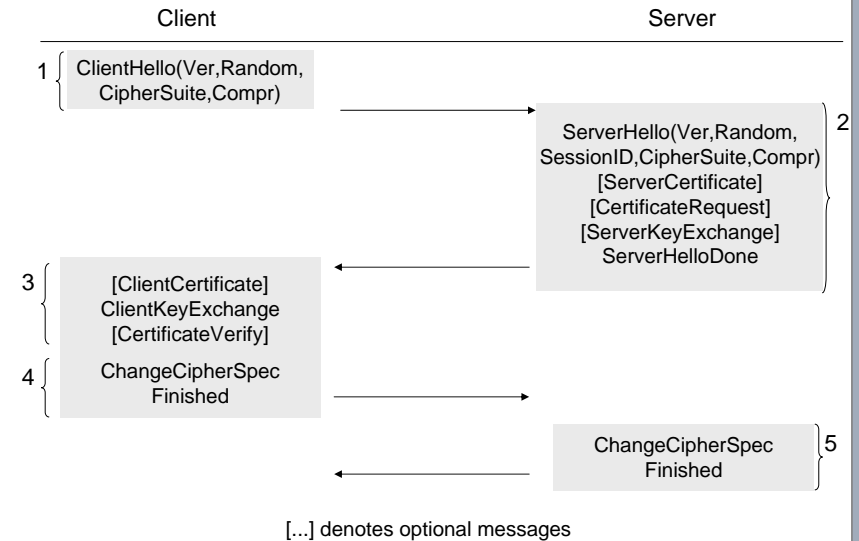 Client
Server
1
ClientHello(Ver,Random,
CipherSuite,Compr)
2
ServerHello(Ver,Random,
SessionID,CipherSuite,Compr)
[ServerCertificate]
[CertificateRequest]
[ServerKeyExchange]
ServerHelloDone
3
[ClientCertificate]
ClientKeyExchange
[CertificateVerify]
4
ChangeCipherSpec
Finished
5
ChangeCipherSpec
Finished
[...] denotes optional messages